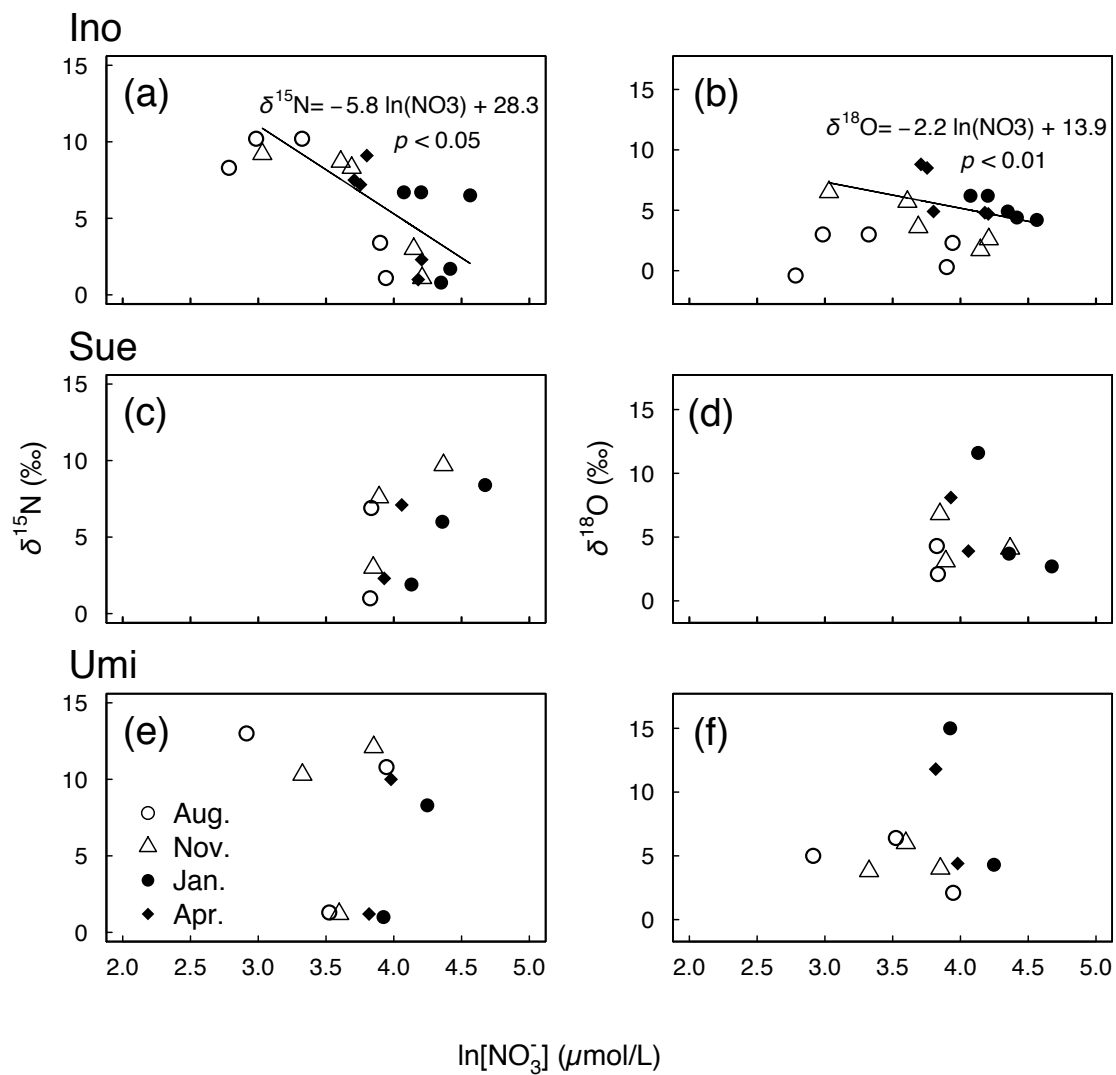 Ino
(a)
δ15N= −5.8 ln(NO3) + 28.3
p < 0.05
15
10
5
0
(b)
δ18O= −2.2 ln(NO3) + 13.9
p < 0.01
15
10
5
0
Sue
(c)
15
10
5
0
(d)
15
10
5
0
δ15N (‰)
δ18O (‰)
Umi
(e)
15
10
5
0
Aug.
Nov.
Jan.
Apr.
(f)
15
10
5
0
2.0 2.5 3.0 3.5 4.0 4.5 5.0
2.0 2.5 3.0 3.5 4.0 4.5 5.0
ln[NO3-] (μmol/L)